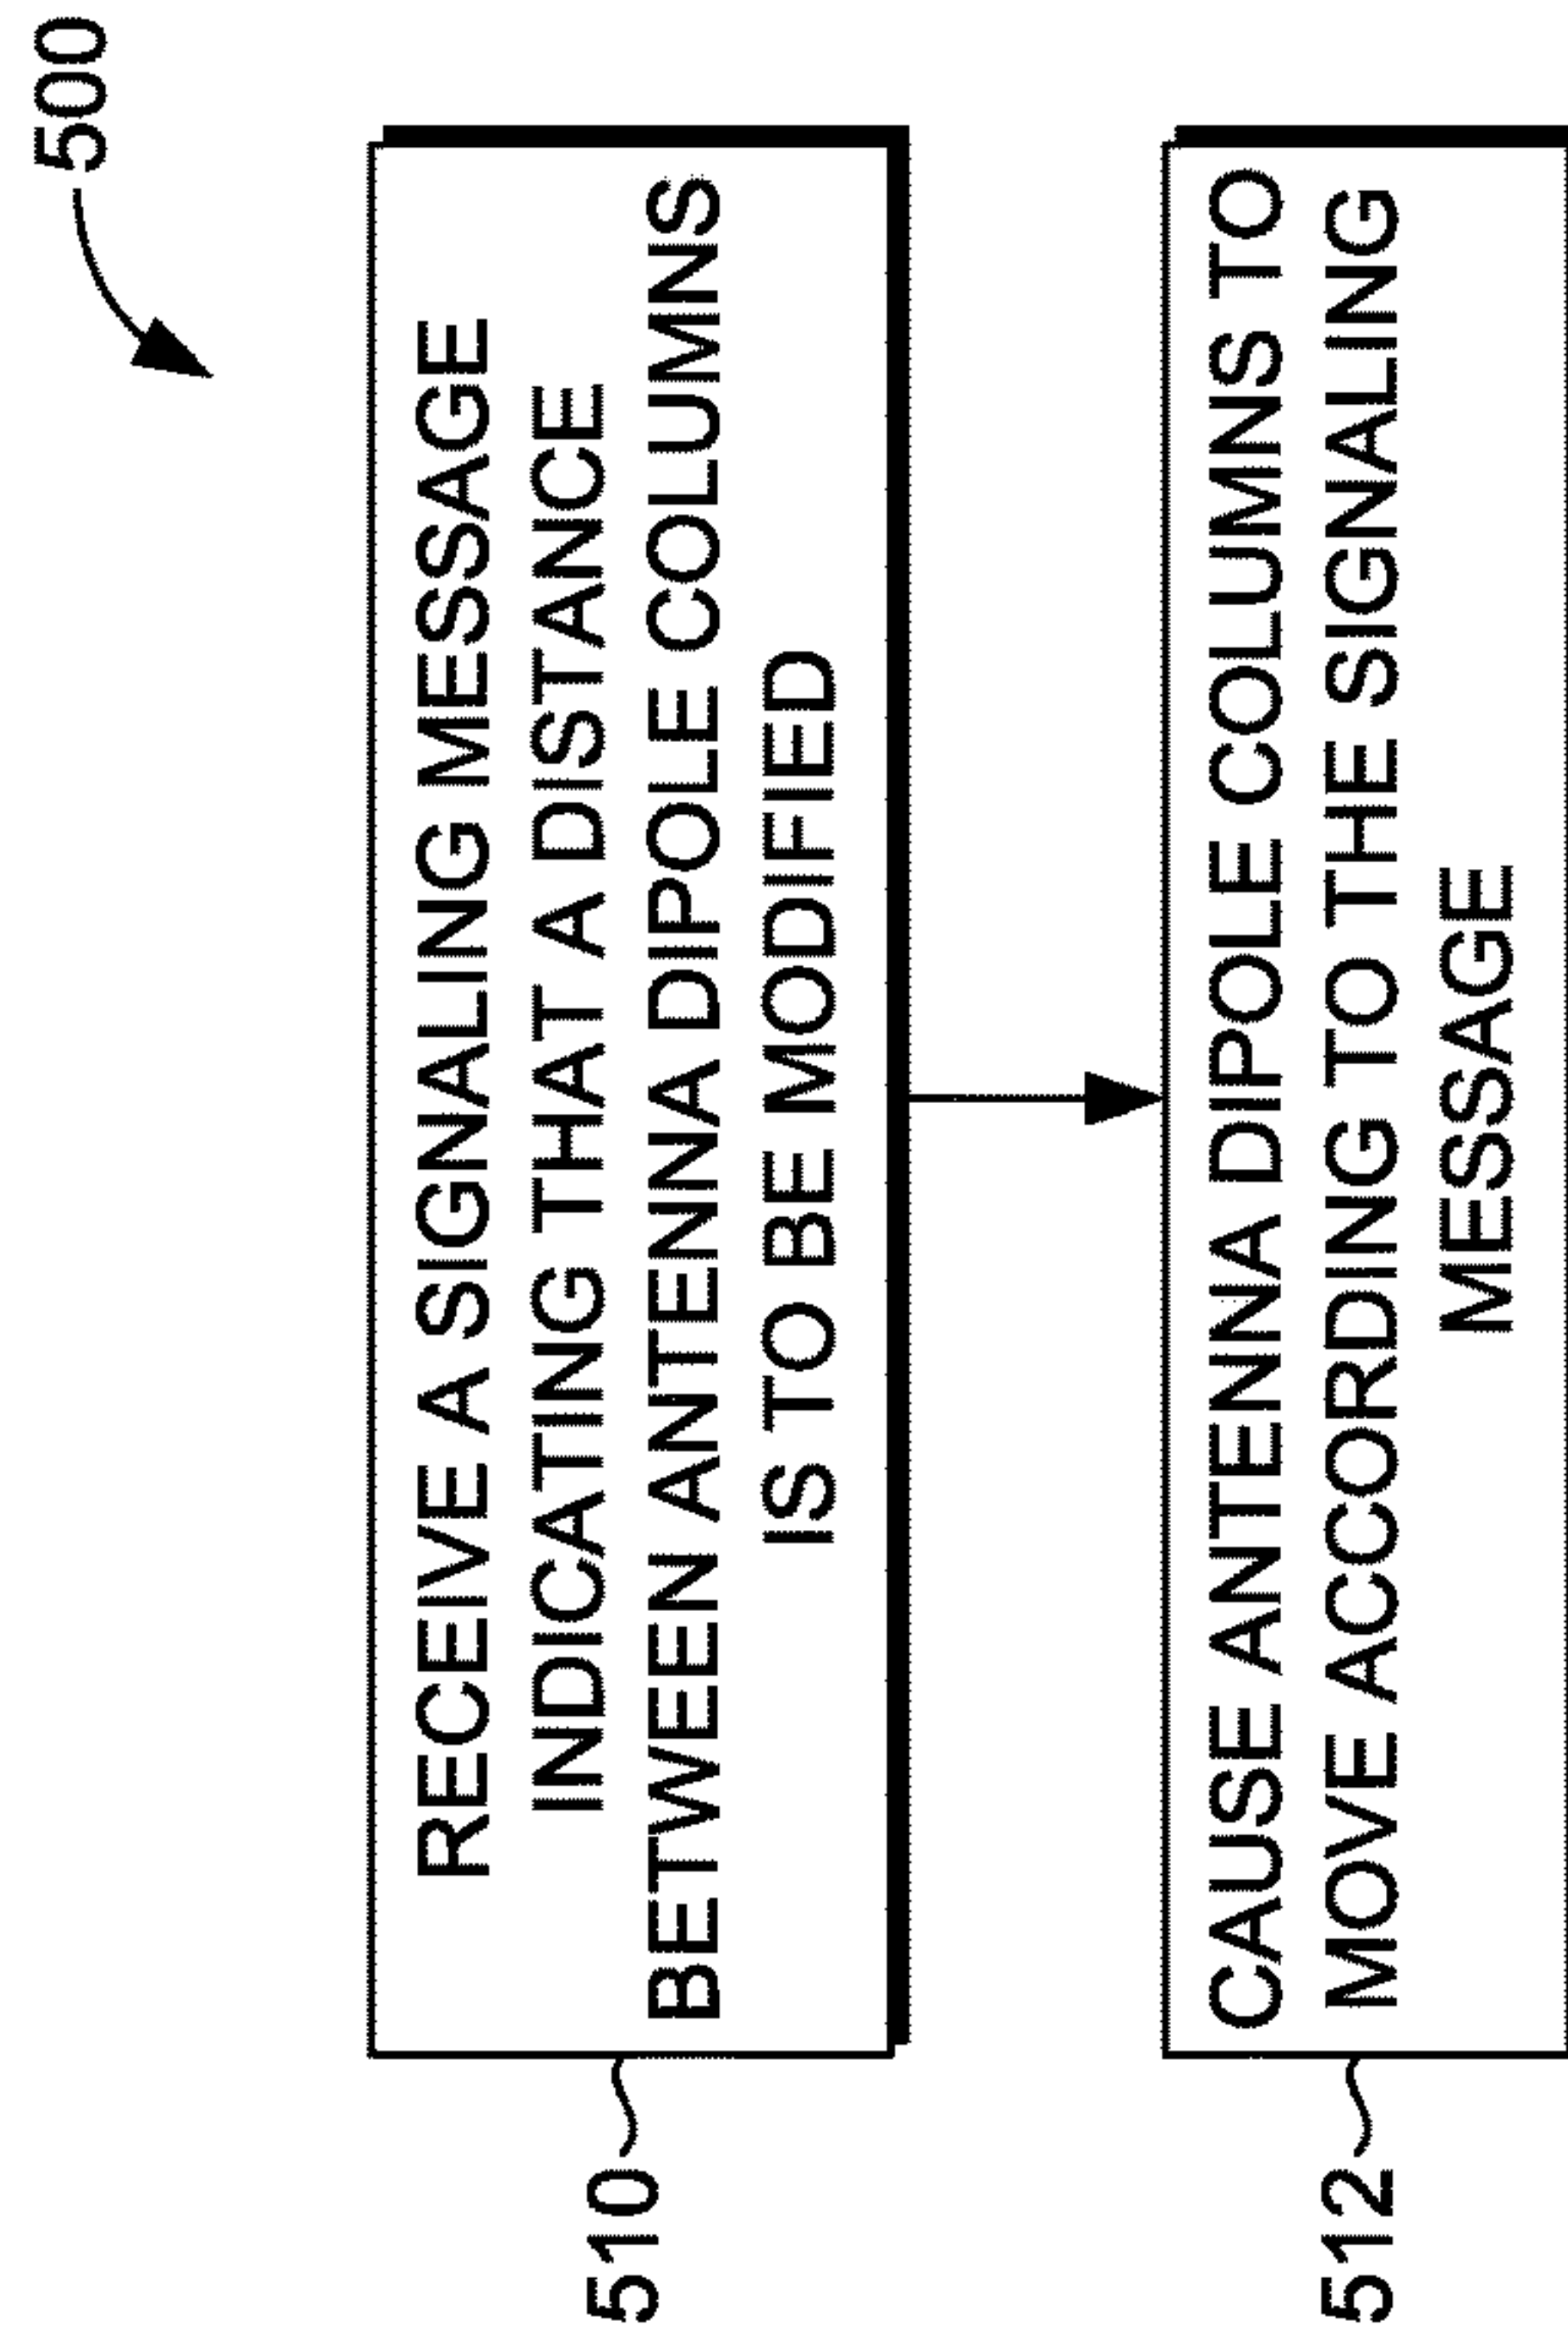 500
RECEIVE A SIGNALING MESSAGE
INDICATING THAT A DISTANCE
BETWEEN ANTENNA DIPOLE COLUMNS
IS TO BE MODIFIED
510
CAUSE ANTENNA DIPOLE COLUMNS TO
MOVE ACCORDING TO THE SIGNALING
MESSAGE
512